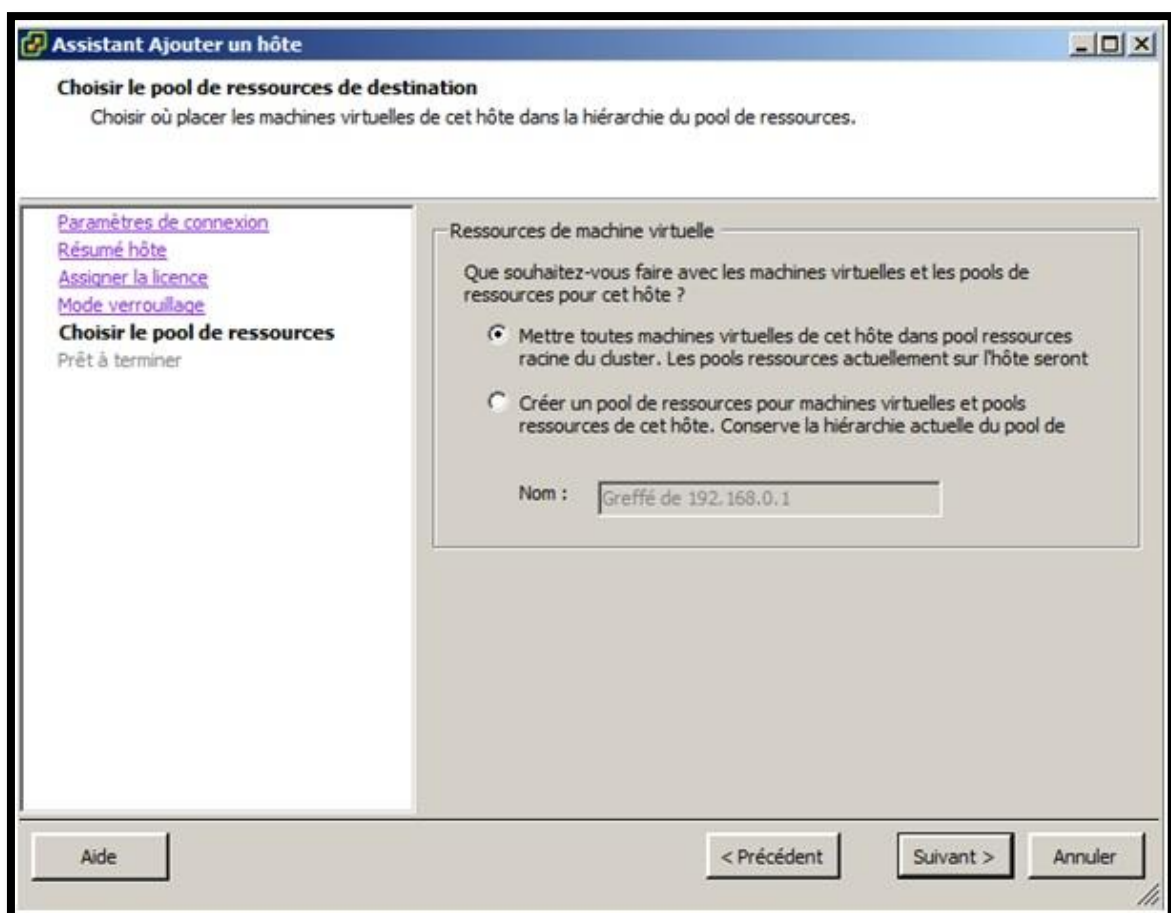 Assistant Ajouter un hôte
Choisir le pool de ressources de destination
Choisir où placer les machines virtuelles de cet hôte dans la hiérarchie du pool de ressources.
Paramètres de connexion
Résumé hôte
Assigner la licence
Mode verrouillage
Choisir le pool de ressources
Prêt à terminer
Ressources de machine virtuelle
Que souhaitez-vous faire avec les machines virtuelles et les pools de
ressources pour cet hôte ?
Mettre toutes machines virtuelles de cet hôte dans pool ressources
racine du cluster. Les pools ressources actuellement sur l'hôte seront
Créer un pool de ressources pour machines virtuelles et pools
ressources de cet hôte. Conserve la hiérarchie actuelle du pool de
Nom :
Greffé de 192.168.0.1
Aide
< Précédent
Suivant >
Annuler